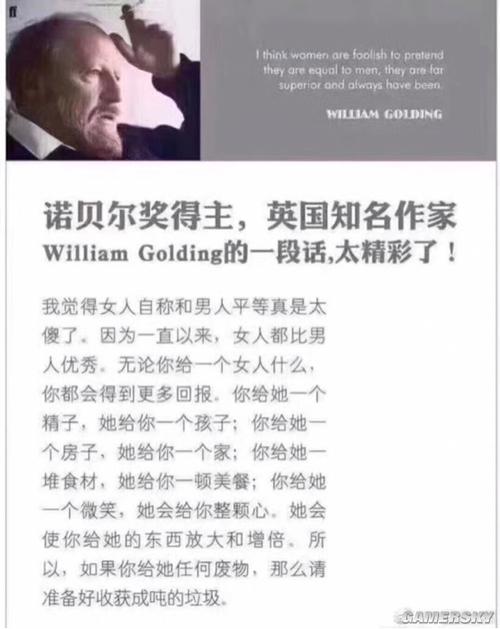 ff
I think women are foolish to pretend
they are equal to men, they are far
superior and always have been.
WILLIAM GOLDING
诺贝尔奖得主，英国知名作家
William Golding的一段话,太精彩了！
我觉得女人自称和男人平等真是太
傻了。因为一直以来，女人都比男
人优秀。无论你给一个女人什么，
你都会得到更多回报。你给她一个
精子，她给你一个孩子；你给她一
个房子，她给你一个家；你给她一
堆食材，她给你一顿美餐；你给她
一个微笑，她会给你整颗心。她会
使你给她的东西放大和增倍。所
以，如果你给她任何废物，那么请
准备好收获成吨的垃圾。
GAMERSKY